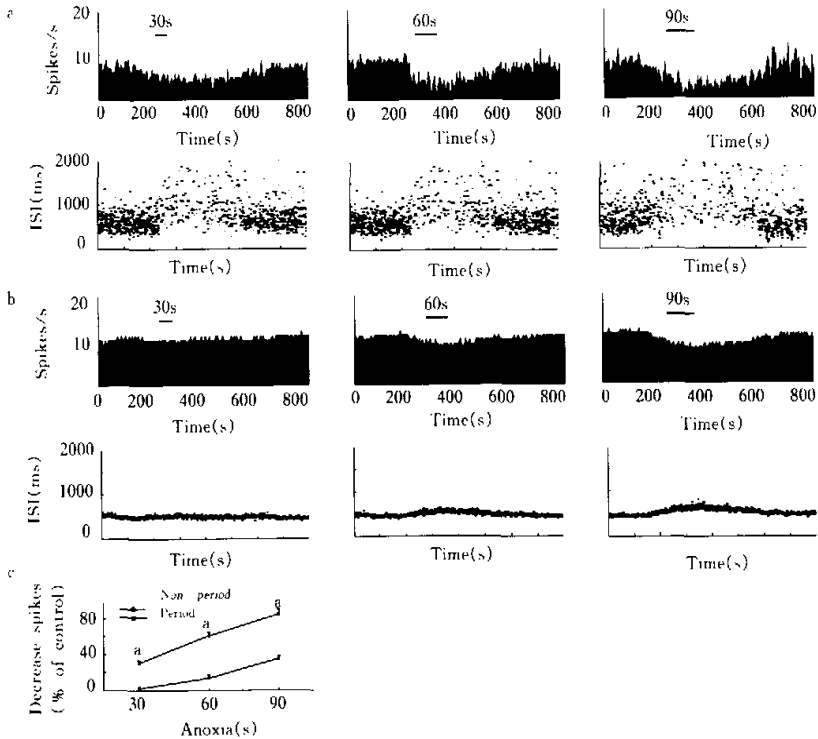 a
20
10
Spikes/s
30s
60s
90s
0 200 400 600 800
0 200 400 600 800
0 200 400 600 800
Time(s)
Time(s)
Time(s)
2000
1000
0
ISI(ms)
Time(s)
Time(s)
Time(s)
b
20
10
Spikes/s
30s
60s
90s
0 200 400 600 800
0 200 400 600 800
0 200 400 600 800
Time(s)
Time(s)
Time(s)
2000
1000
0
ISI(ms)
Time(s)
Time(s)
Time(s)
c
Non period
Period
Decrease spikes
(% of control)
80
40
0
a
a
a
30 60 90
Anoxia(s)